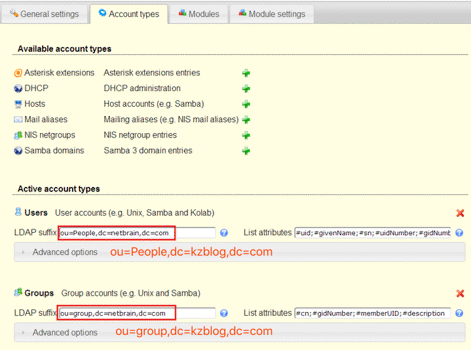 General settings Account types Modules Module settings
Available account types
Asterisk extensions Asterisk extensions entries
DHCP DHCP administration
Hosts Host accounts (e.g. Samba)
Mail aliases Mailing aliases (e.g. NIS mail aliases)
NIS netgroups NIS netgroup entries
Samba domains Samba 3 domain entries
Active account types
Users User accounts (e.g. Unix, Samba and Kolab)
LDAP suffix ou=People,dc=netbrain,dc=com List attributes #uid;#givenName;#sn;#uidNumber;#gidNumb
Advanced options ou=People,dc=kzblog,dc=com
Groups Group accounts (e.g. Unix and Samba)
LDAP suffix ou=group,dc=netbrain,dc=com List attributes #cn;#gidNumber;#memberUID;#description
Advanced options ou=group,dc=kzblog,dc=com